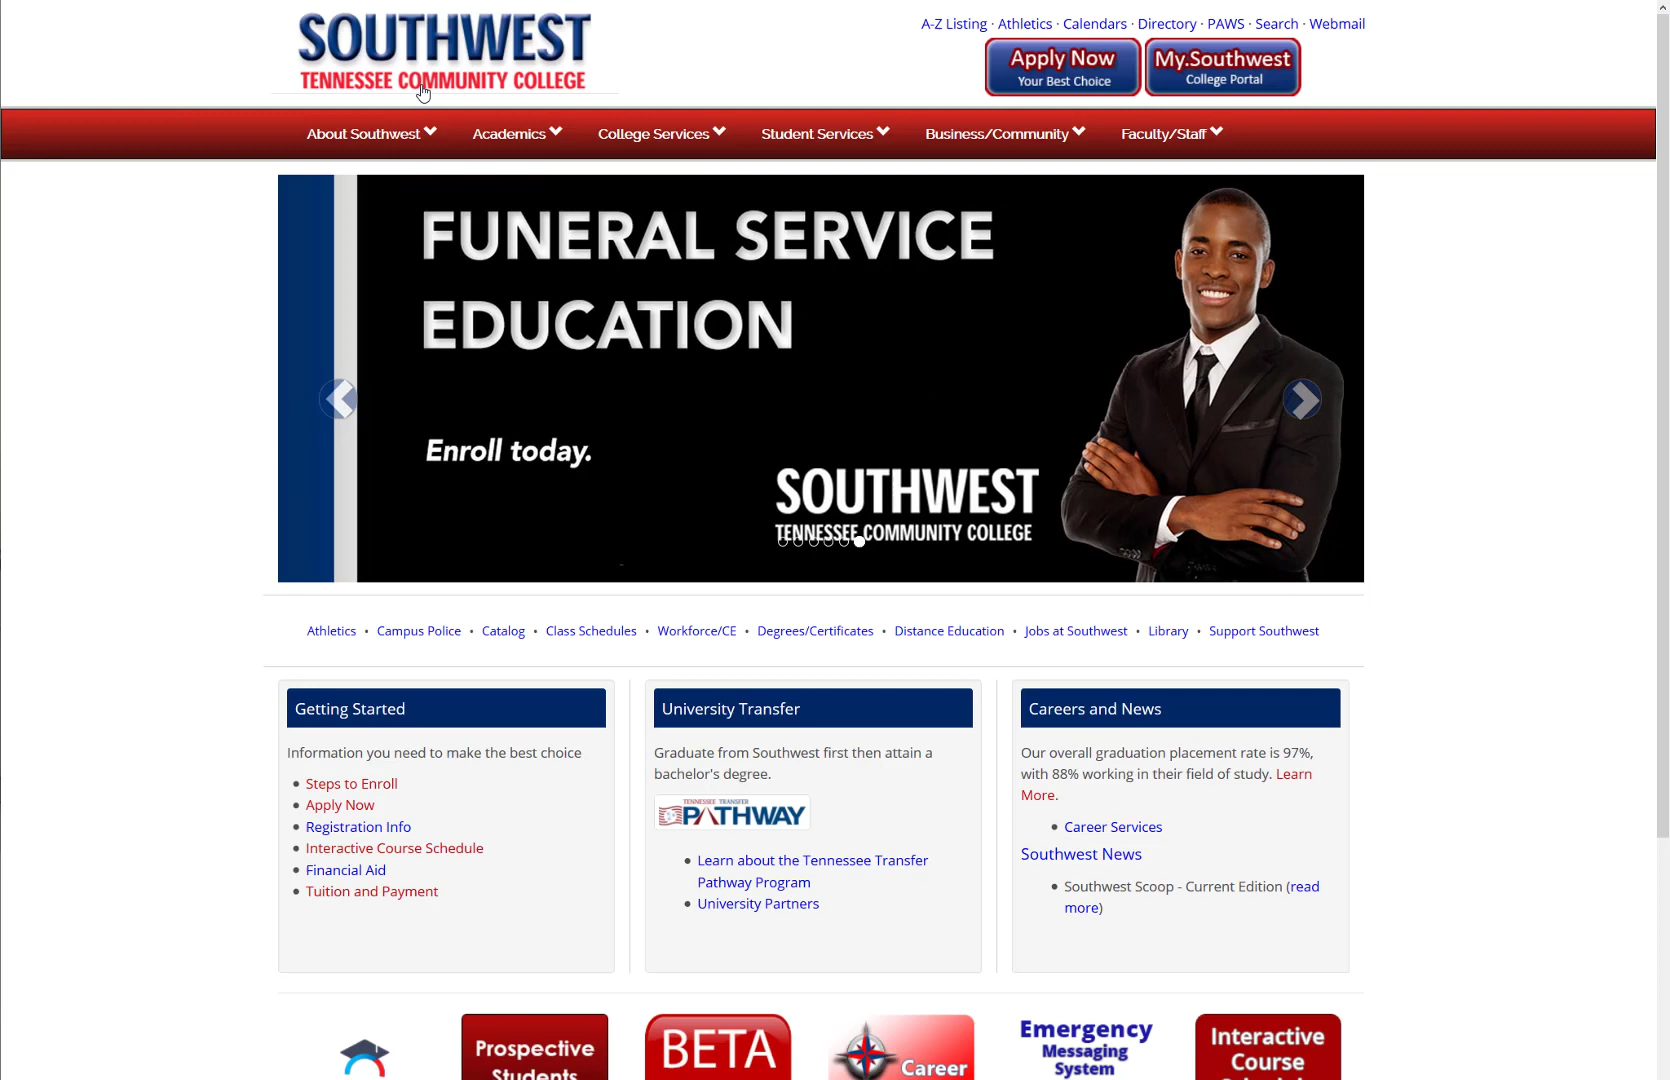 SOUTHWEST
TENNESSEE COMMUNITY COLLEGE
A-Z Listing · Athletics · Calendars · Directory · PAWS · Search · Webmail
Apply Now
Your Best Choice
My.Southwest
College Portal
About Southwest
Academics
College Services
Student Services
Business/Community
Faculty/Staff
FUNERAL SERVICE
EDUCATION
Enroll today.
SOUTHWEST
TENNESSEE COMMUNITY COLLEGE
Athletics • Campus Police • Catalog • Class Schedules • Workforce/CE • Degrees/Certificates • Distance Education • Jobs at Southwest • Library • Support Southwest
Getting Started
Information you need to make the best choice
• Steps to Enroll
• Apply Now
• Registration Info
• Interactive Course Schedule
• Financial Aid
• Tuition and Payment
University Transfer
Graduate from Southwest first then attain a
bachelor's degree.
TENNESSEE TRANSFER
PATHWAY
• Learn about the Tennessee Transfer
Pathway Program
• University Partners
Careers and News
Our overall graduation placement rate is 97%,
with 88% working in their field of study. Learn
More.
• Career Services
Southwest News
• Southwest Scoop - Current Edition (read
more)
Prospective
Students
BETA
Career
Emergency
Messaging
System
Interactive
Course